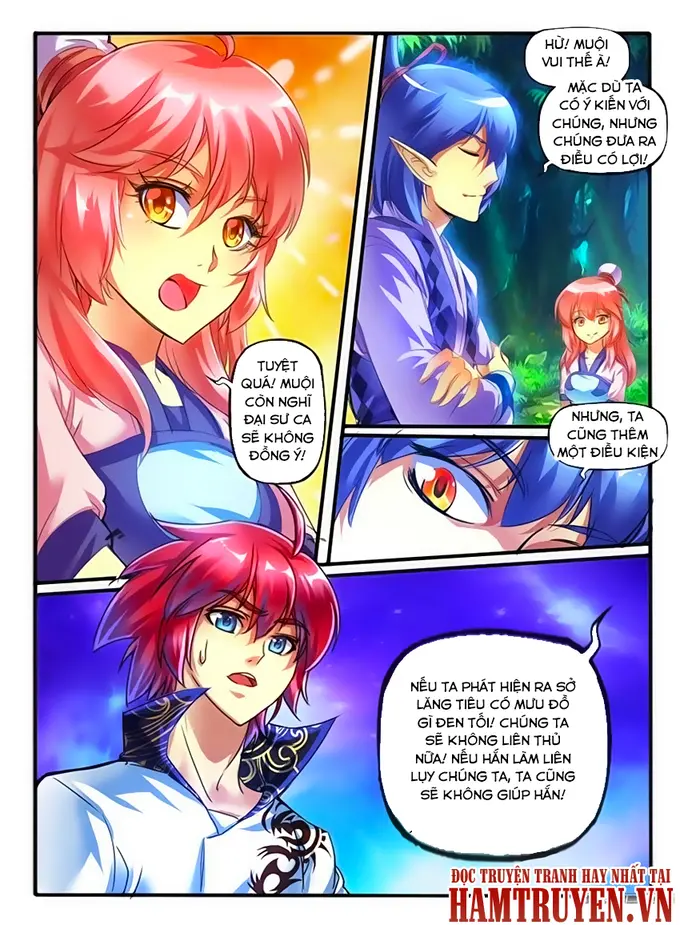 TUYỆT
QUÁ! MUỘI
CÒN NGHĨ
ĐẠI SƯ CA
SẼ KHÔNG
ĐỒNG Ý!
HỪ! MUỘI
VUI THẾ À!
MẶC DÙ TA
CÓ Ý KIẾN VỚI
CHÚNG, NHƯNG
CHÚNG ĐƯA RA
ĐIỀU CÓ LỢI!
NHƯNG, TA
CŨNG THÊM
MỘT ĐIỀU KIỆN
NẾU TA PHÁT HIỆN RA SỞ
LĂNG TIÊU CÓ MƯU ĐỒ
GÌ ĐEN TỐI! CHÚNG TA
SẼ KHÔNG LIÊN THỦ
NỮA! NẾU HẮN LÀM LIÊN
LỤY CHÚNG TA, TA CŨNG
SẼ KHÔNG GIÚP HẮN!
ĐỌC TRUYỆN TRANH HAY NHẤT TẠI
HAMTRUYEN.VN